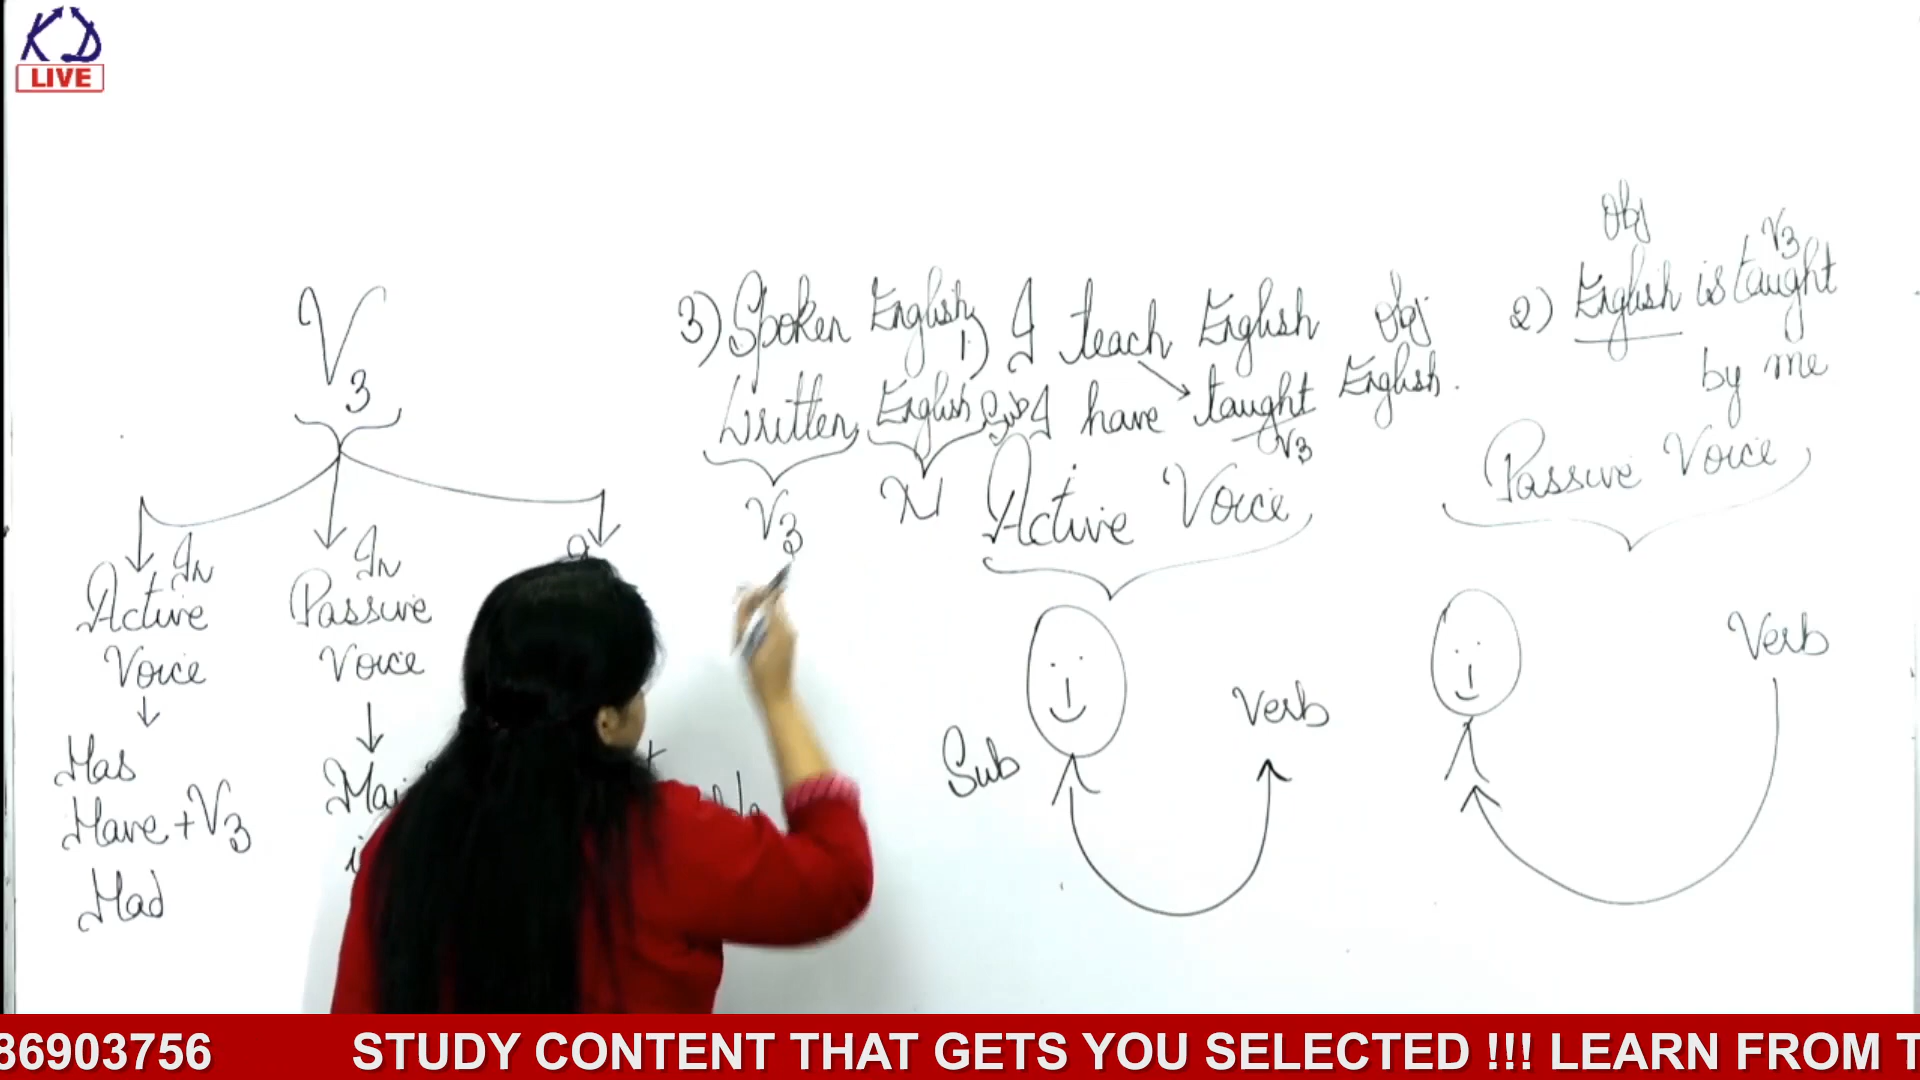 KD
LIVE
V3
In
Active
Voice
Has
Have + V3
Had
In
Passive
Voice
3) Spoken English
Written English
V3
N
1) I teach English
Sub I have taught English.
Obj
V3
Active Voice
Sub
Verb
Obj
V3
2) English is taught
by me
Passive Voice
Verb
86903756 STUDY CONTENT THAT GETS YOU SELECTED !!! LEARN FROM T